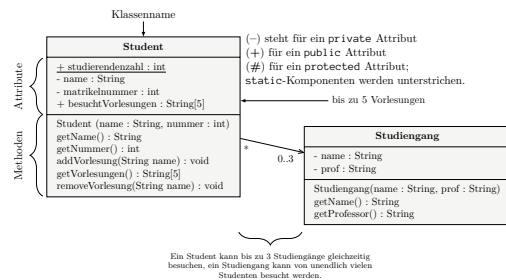 Klassenname
Student
+ studierendenzahl : int
- name : String
- matrikelnummer : int
+ besuchtVorlesungen : String[5]
Student (name : String, nummer : int)
getName() : String
getNummer() : int
addVorlesung(String name) : void
getVorlesungen() : String[5]
removeVorlesung(String name) : void
Attribute
Methoden
(–) steht für ein private Attribut
(+) für ein public Attribut
(#) für ein protected Attribut;
static-Komponenten werden unterstrichen.
bis zu 5 Vorlesungen
*
0..3
Studiengang
- name : String
- prof : String
Studiengang(name : String, prof : String)
getName() : String
getProfessor() : String
Ein Student kann bis zu 3 Studiengänge gleichzeitig
besuchen, ein Studiengang kann von unendlich vielen
Studenten besucht werden.